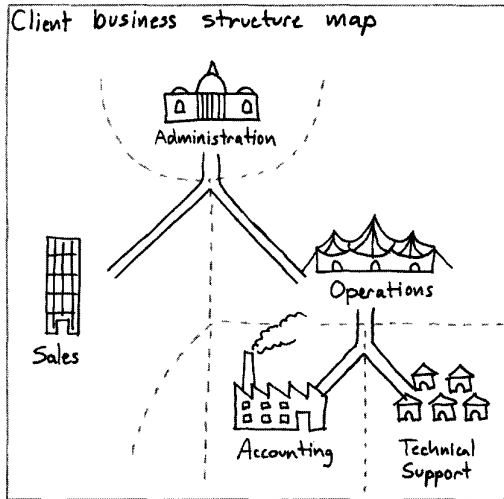 Client business structure map
Administration
Operations
Sales
Accounting
Technical
Support